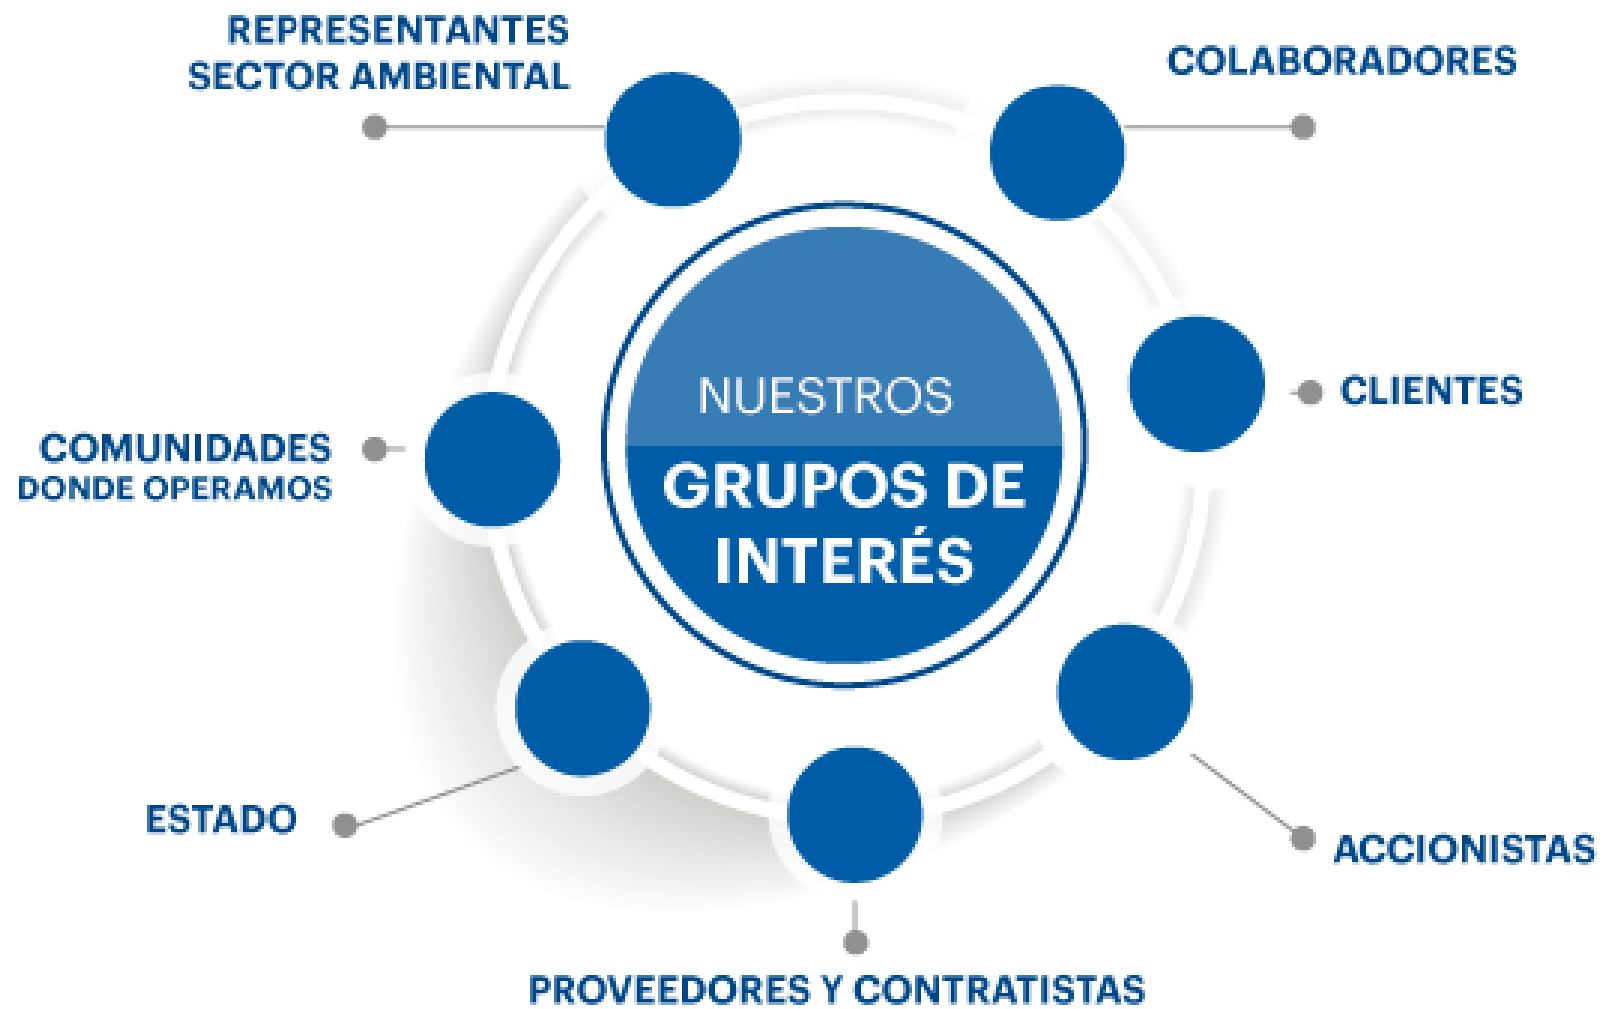 REPRESENTANTES
SECTOR AMBIENTAL
COLABORADORES
NUESTROS
GRUPOS DE
INTERÉS
CLIENTES
COMUNIDADES
DONDE OPERAMOS
ESTADO
ACCIONISTAS
PROVEEDORES Y CONTRATISTAS